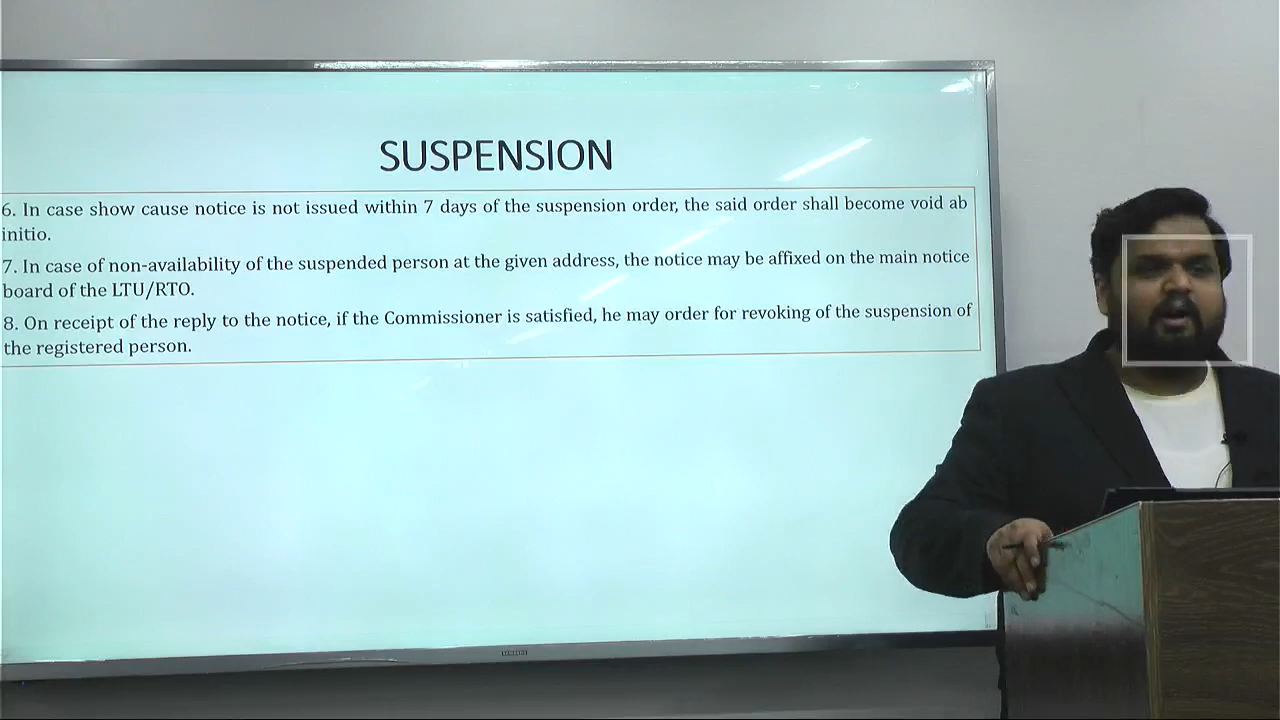 SUSPENSION
6. In case show cause notice is not issued within 7 days of the suspension order, the said order shall become void ab
initio.
7. In case of non-availability of the suspended person at the given address, the notice may be affixed on the main notice
board of the LTU/RTO.
8. On receipt of the reply to the notice, if the Commissioner is satisfied, he may order for revoking of the suspension of
the registered person.
SAMSUNG